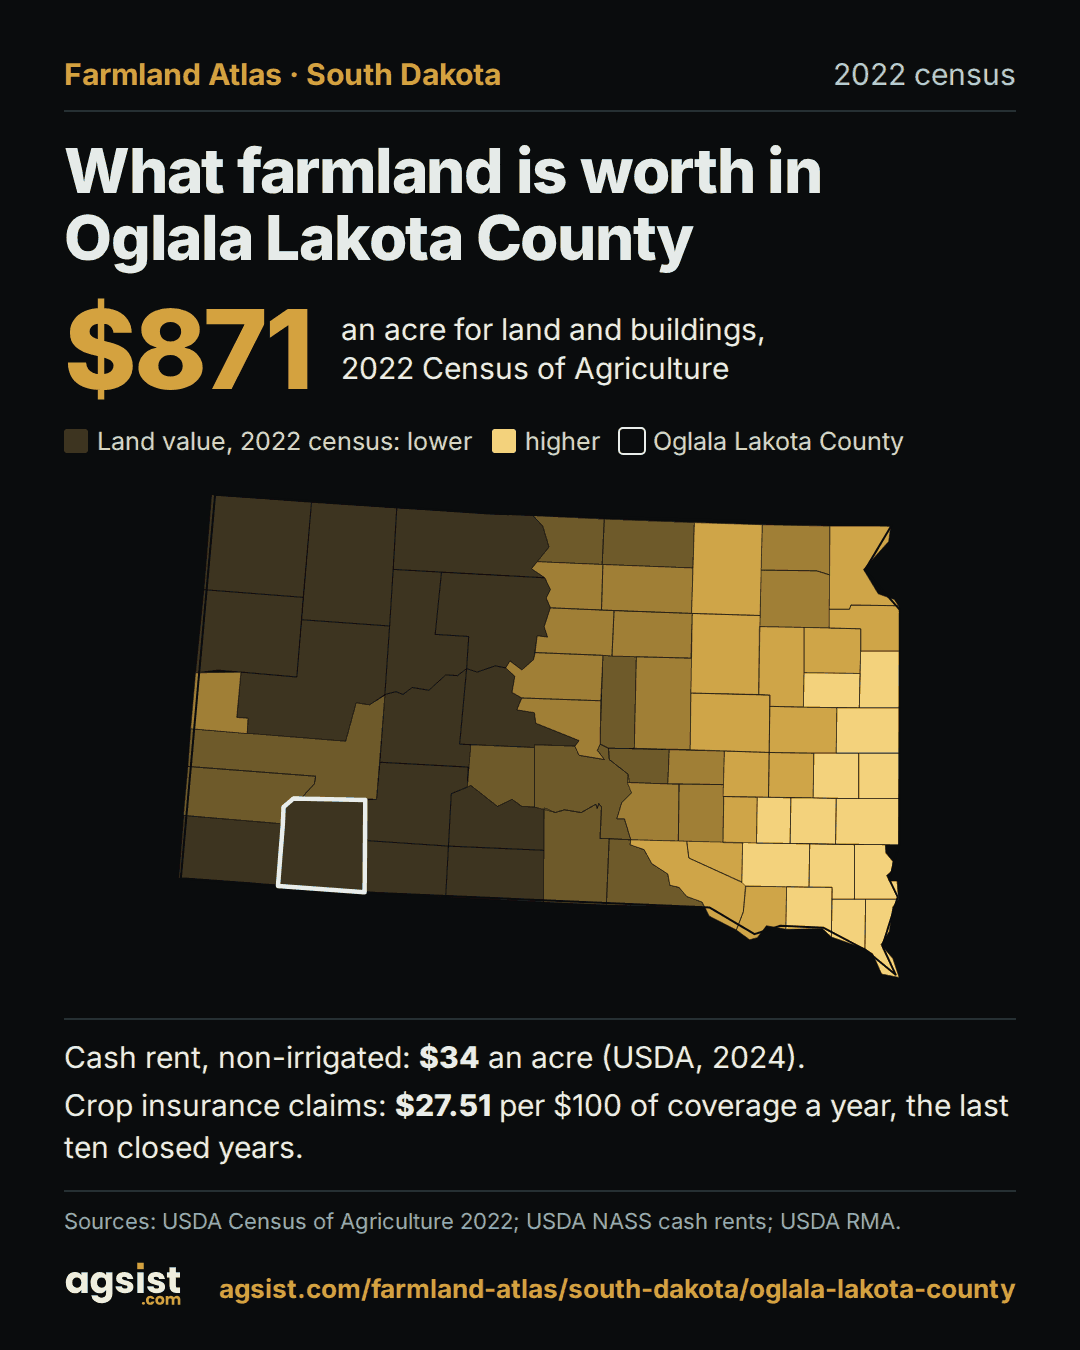 Farmland Atlas · South Dakota
2022 census
What farmland is worth in
Oglala Lakota County
$871
an acre for land and buildings,
2022 Census of Agriculture
Land value, 2022 census: lower
higher
Oglala Lakota County
Cash rent, non-irrigated: $34 an acre (USDA, 2024).
Crop insurance claims: $27.51 per $100 of coverage a year, the last
ten closed years.
Sources: USDA Census of Agriculture 2022; USDA NASS cash rents; USDA RMA.
agsist
.com
agsist.com/farmland-atlas/south-dakota/oglala-lakota-county